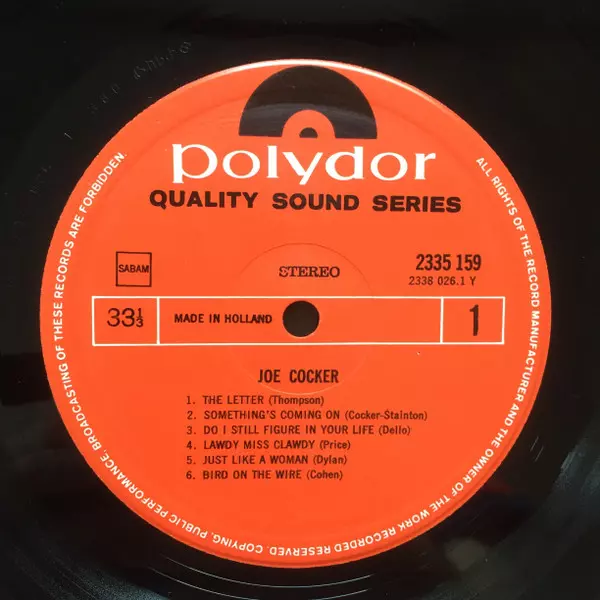 polydor
QUALITY SOUND SERIES
SABAM
STEREO
2335 159
2338 026.1 Y
33⅓
MADE IN HOLLAND
1
JOE COCKER
1. THE LETTER (Thompson)
2. SOMETHING'S COMING ON (Cocker-Stainton)
3. DO I STILL FIGURE IN YOUR LIFE (Dello)
4. LAWDY MISS CLAWDY (Price)
5. JUST LIKE A WOMAN (Dylan)
6. BIRD ON THE WIRE (Cohen)
ALL RIGHTS OF THE RECORD MANUFACTURER AND THE OWNER OF THE WORK RECORDED RESERVED. COPYING, PUBLIC PERFORMANCE, BROADCASTING OF THESE RECORDS ARE FORBIDDEN.